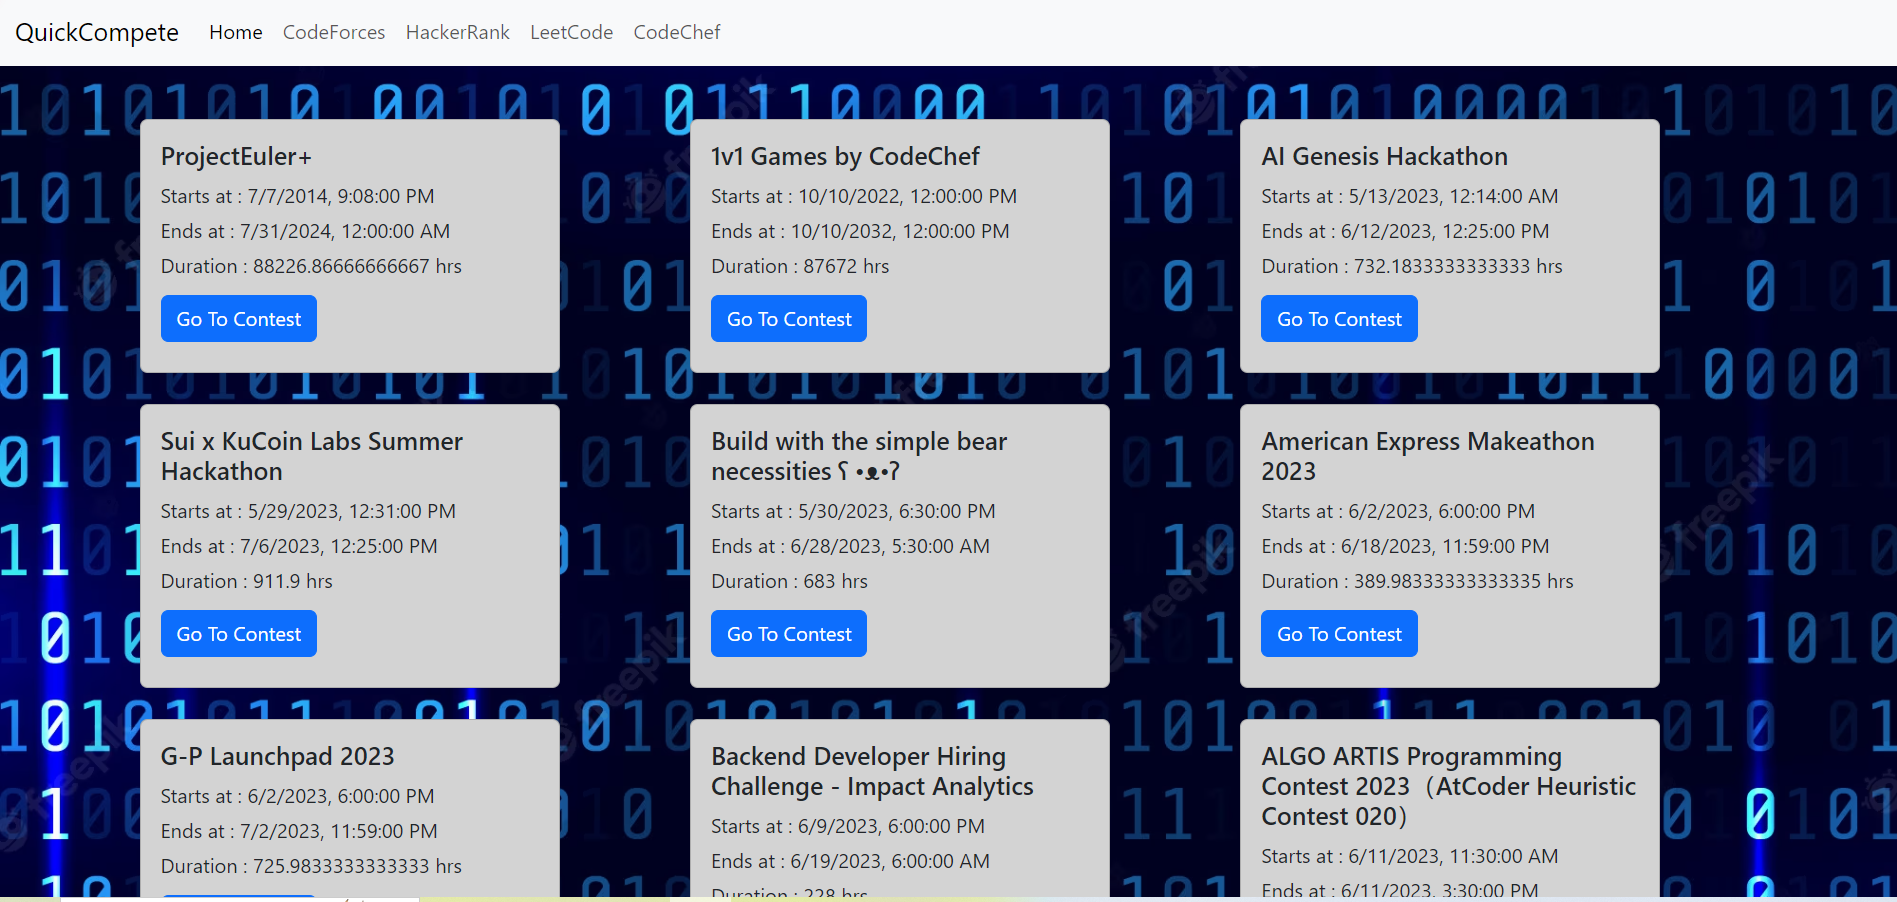 QuickCompete Home CodeForces HackerRank LeetCode CodeChef
ProjectEuler+
Starts at : 7/7/2014, 9:08:00 PM
Ends at : 7/31/2024, 12:00:00 AM
Duration : 88226.86666666667 hrs
Go To Contest
1v1 Games by CodeChef
Starts at : 10/10/2022, 12:00:00 PM
Ends at : 10/10/2032, 12:00:00 PM
Duration : 87672 hrs
Go To Contest
AI Genesis Hackathon
Starts at : 5/13/2023, 12:14:00 AM
Ends at : 6/12/2023, 12:25:00 PM
Duration : 732.1833333333333 hrs
Go To Contest
Sui x KuCoin Labs Summer
Hackathon
Starts at : 5/29/2023, 12:31:00 PM
Ends at : 7/6/2023, 12:25:00 PM
Duration : 911.9 hrs
Go To Contest
Build with the simple bear
necessities ʕ •ᴥ•ʔ
Starts at : 5/30/2023, 6:30:00 PM
Ends at : 6/28/2023, 5:30:00 AM
Duration : 683 hrs
Go To Contest
American Express Makeathon
2023
Starts at : 6/2/2023, 6:00:00 PM
Ends at : 6/18/2023, 11:59:00 PM
Duration : 389.98333333333335 hrs
Go To Contest
G-P Launchpad 2023
Starts at : 6/2/2023, 6:00:00 PM
Ends at : 7/2/2023, 11:59:00 PM
Duration : 725.9833333333333 hrs
Backend Developer Hiring
Challenge - Impact Analytics
Starts at : 6/9/2023, 6:00:00 PM
Ends at : 6/19/2023, 6:00:00 AM
Duration : 228 hrs
ALGO ARTIS Programming
Contest 2023（AtCoder Heuristic
Contest 020）
Starts at : 6/11/2023, 11:30:00 AM
Ends at : 6/11/2023, 3:30:00 PM
freepik
freepik
freepik
freepik